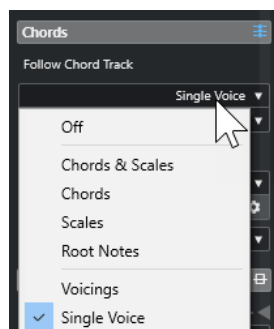 Chords
Follow Chord Track
Single Voice
Off
Chords & Scales
Chords
Scales
Root Notes
Voicings
Single Voice